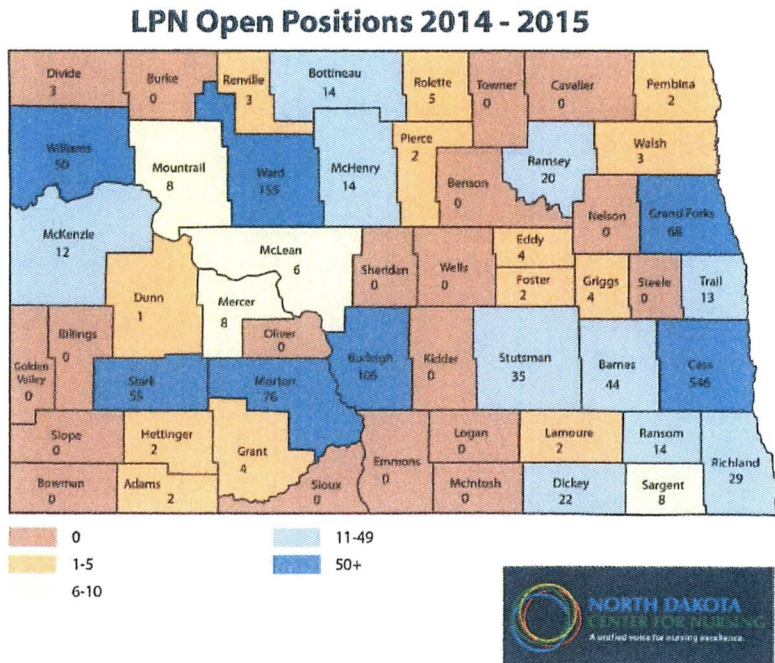 LPN Open Positions 2014 - 2015
Divide
3
Burke
0
Renville
3
Bottineau
14
Rolette
5
Towner
0
Cavalier
0
Pembina
2
Williams
50
Mountrail
8
Ward
155
McHenry
14
Pierce
2
Benson
0
Ramsey
20
Walsh
3
Nelson
0
Grand Forks
68
McKenzie
12
Dunn
1
McLean
6
Mercer
8
Oliver
0
Sheridan
0
Wells
0
Eddy
4
Foster
2
Griggs
4
Steele
0
Trail
13
Golden
Valley
0
Billings
0
Stark
55
Morton
76
Burleigh
106
Kidder
0
Stutsman
35
Barnes
44
Cass
546
Slope
0
Hettinger
2
Grant
4
Logan
0
Lamoure
2
Ransom
14
Richland
29
Bowman
0
Adams
2
Sioux
0
Emmons
0
McIntosh
0
Dickey
22
Sargent
8
0
1-5
6-10
11-49
50+
NORTH DAKOTA
CENTER FOR NURSING
A unified voice for nursing excellence.